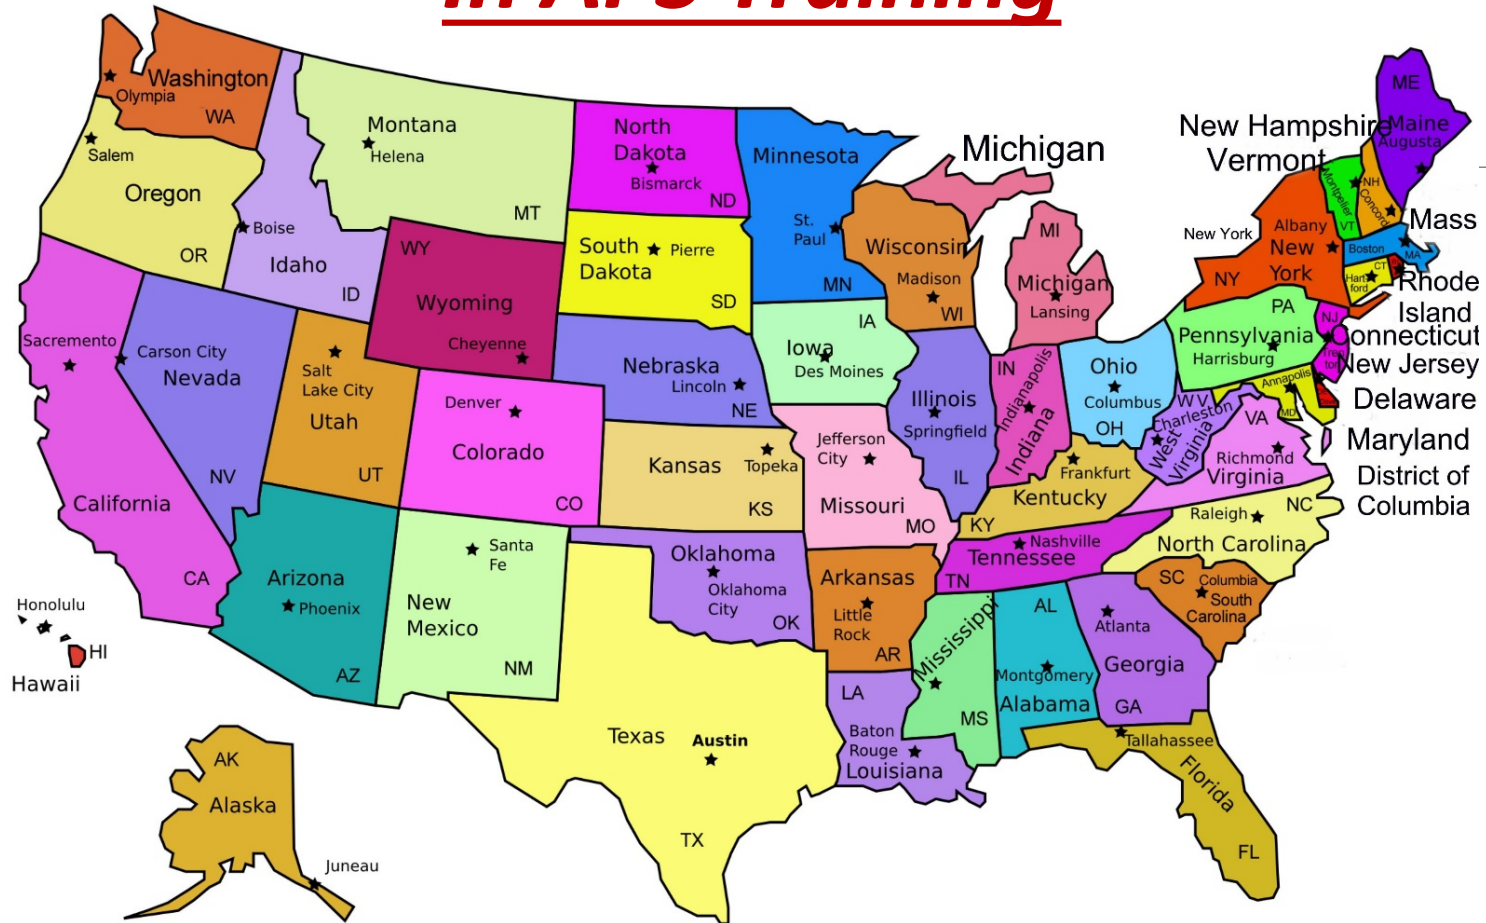 in APS Training
Washington
Olympia
WA
Salem
Oregon
OR
Montana
Helena
MT
Boise
Idaho
ID
WY
Wyoming
Cheyenne
North
Dakota
Bismarck
ND
South
Dakota
Pierre
SD
Minnesota
St.
Paul
MN
Wisconsin
Madison
WI
Michigan
MI
Michigan
Lansing
New Hampshire
Vermont
ME
Maine
Augusta
Montpelier
VT
NH
Concord
Mass
Boston
MA
New York
Albany
New
York
NY
Hart
ford
CT
Rhode
Island
Connecticut
New Jersey
NJ
Tren
ton
PA
Pennsylvania
Harrisburg
Delaware
Annapolis
MD
Maryland
District of
Columbia
Sacremento
California
CA
Carson City
Nevada
NV
Salt
Lake City
Utah
UT
Denver
Colorado
CO
Nebraska
Lincoln
NE
IA
Iowa
Des Moines
Kansas
Topeka
KS
Jefferson
City
Missouri
MO
Illinois
Springfield
IL
IN
Indianapolis
Indiana
Ohio
Columbus
OH
WV
Charleston
West
Virginia
VA
Richmond
Virginia
Frankfurt
Kentucky
KY
Nashville
Tennessee
TN
Raleigh
NC
North Carolina
SC
Columbia
South
Carolina
Arizona
Phoenix
AZ
Santa
Fe
New
Mexico
NM
Oklahoma
Oklahoma
City
OK
Arkansas
Little
Rock
AR
Mississippi
MS
AL
Montgomery
Alabama
Atlanta
Georgia
GA
Texas
Austin
TX
LA
Baton
Rouge
Louisiana
Tallahassee
Florida
FL
Honolulu
HI
Hawaii
AK
Alaska
Juneau